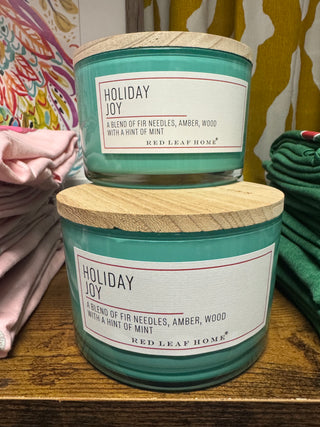 HOLIDAY
JOY
A BLEND OF FIR NEEDLES, AMBER, WOOD
WITH A HINT OF MINT
RED LEAF HOME
HOLIDAY
JOY
A BLEND OF FIR NEEDLES, AMBER, WOOD
WITH A HINT OF MINT
RED LEAF HOME